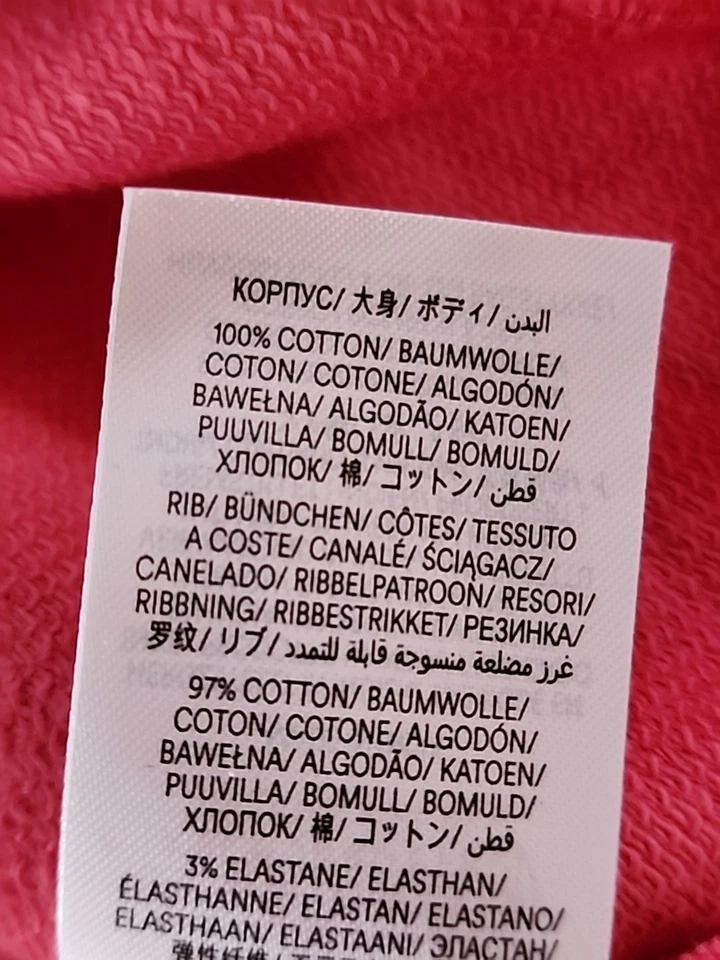 КОРПУС/ 大身/ ボディ/ البدن
100% COTTON/ BAUMWOLLE/
COTON/ COTONE/ ALGODÓN/
BAWEŁNA/ ALGODÃO/ KATOEN/
PUUVILLA/ BOMULL/ BOMULD/
ХЛОПОК/ 棉/ コットン/ قطن
RIB/ BÜNDCHEN/ CÔTES/ TESSUTO
A COSTE/ CANALÉ/ ŚCIĄGACZ/
CANELADO/ RIBBELPATROON/ RESORI/
RIBBNING/ RIBBESTRIKKET/ РЕЗИНКА/
罗纹/ リブ/ غرز مضلعة منسوجة قابلة للتمدد
97% COTTON/ BAUMWOLLE/
COTON/ COTONE/ ALGODÓN/
BAWEŁNA/ ALGODÃO/ KATOEN/
PUUVILLA/ BOMULL/ BOMULD/
ХЛОПОК/ 棉/ コットン/ قطن
3% ELASTANE/ ELASTHAN/
ÉLASTHANNE/ ELASTAN/ ELASTANO/
ELASTHAAN/ ELASTAANI/ ЭЛАСТАН/
弹性纤维/